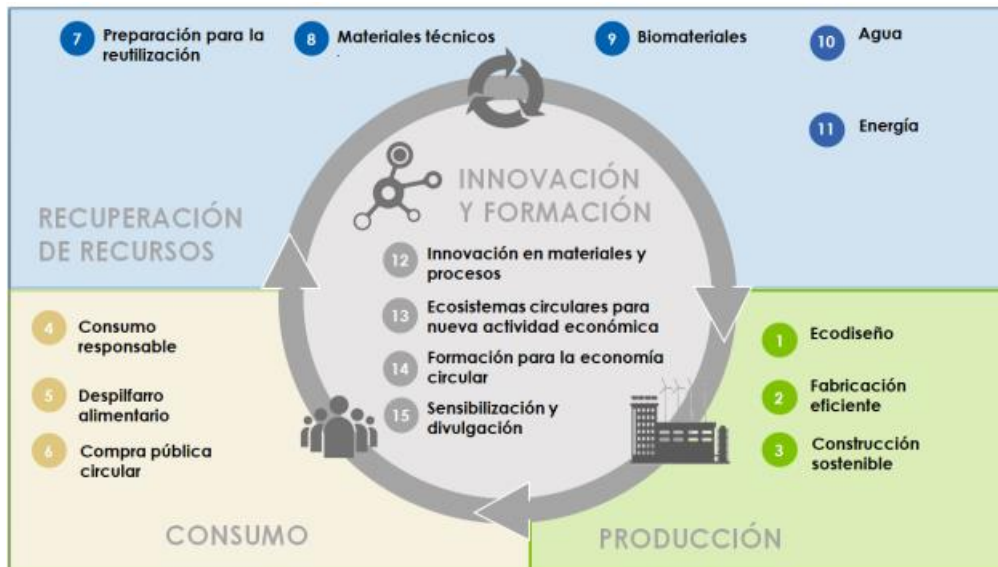 7 Preparación para la
reutilización
8 Materiales técnicos
9 Biomateriales
10 Agua
11 Energía
RECUPERACIÓN
DE RECURSOS
INNOVACIÓN
Y FORMACIÓN
12 Innovación en materiales y
procesos
13 Ecosistemas circulares para
nueva actividad económica
14 Formación para la economía
circular
15 Sensibilización y
divulgación
4 Consumo
responsable
5 Despilfarro
alimentario
6 Compra pública
circular
CONSUMO
1 Ecodiseño
2 Fabricación
eficiente
3 Construcción
sostenible
PRODUCCIÓN